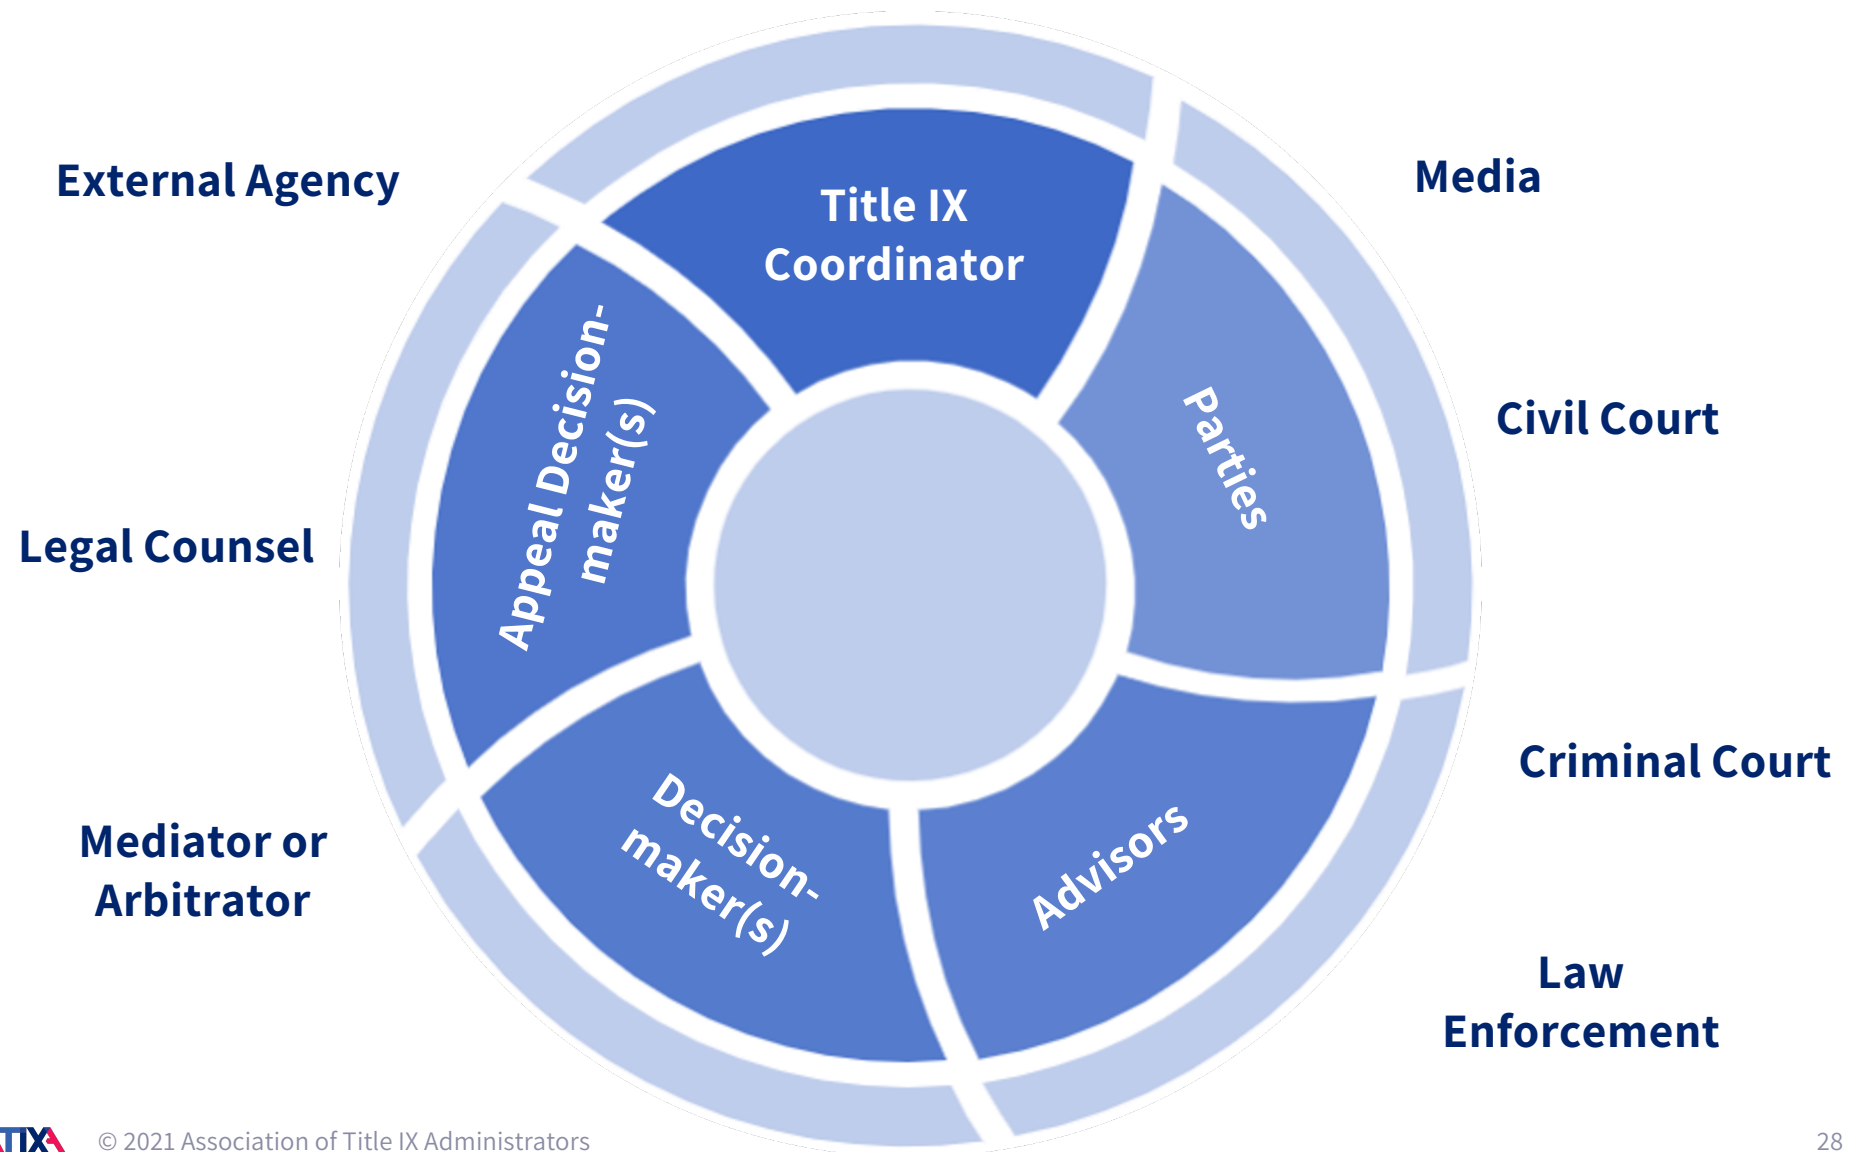 External Agency
Media
Title IX
Coordinator
Appeal Decision-
maker(s)
Parties
Civil Court
Legal Counsel
Criminal Court
Decision-
maker(s)
Advisors
Mediator or
Arbitrator
Law
Enforcement
ATIXA
© 2021 Association of Title IX Administrators
28